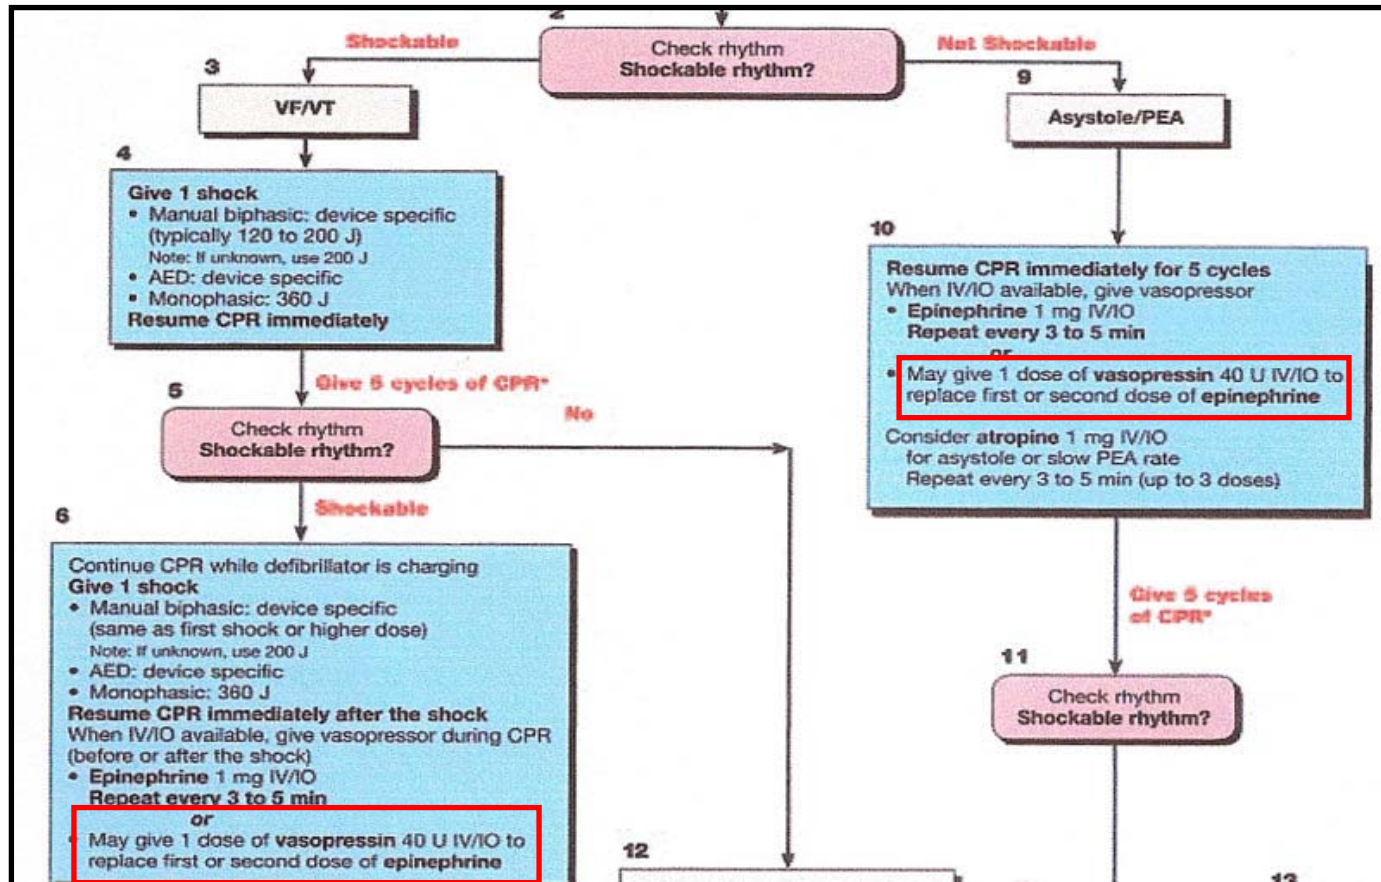 2
Check rhythm
Shockable rhythm?
Shockable
Not Shockable
3
VF/VT
9
Asystole/PEA
4
Give 1 shock
• Manual biphasic: device specific
(typically 120 to 200 J)
Note: If unknown, use 200 J
• AED: device specific
• Monophasic: 360 J
Resume CPR immediately
10
Resume CPR immediately for 5 cycles
When IV/IO available, give vasopressor
• Epinephrine 1 mg IV/IO
Repeat every 3 to 5 min
or
• May give 1 dose of vasopressin 40 U IV/IO to
replace first or second dose of epinephrine
Consider atropine 1 mg IV/IO
for asystole or slow PEA rate
Repeat every 3 to 5 min (up to 3 doses)
Give 5 cycles of CPR*
5
Check rhythm
Shockable rhythm?
No
Shockable
6
Continue CPR while defibrillator is charging
Give 1 shock
• Manual biphasic: device specific
(same as first shock or higher dose)
Note: If unknown, use 200 J
• AED: device specific
• Monophasic: 360 J
Resume CPR immediately after the shock
When IV/IO available, give vasopressor during CPR
(before or after the shock)
• Epinephrine 1 mg IV/IO
Repeat every 3 to 5 min
or
• May give 1 dose of vasopressin 40 U IV/IO to
replace first or second dose of epinephrine
Give 5 cycles
of CPR*
11
Check rhythm
Shockable rhythm?
12
13